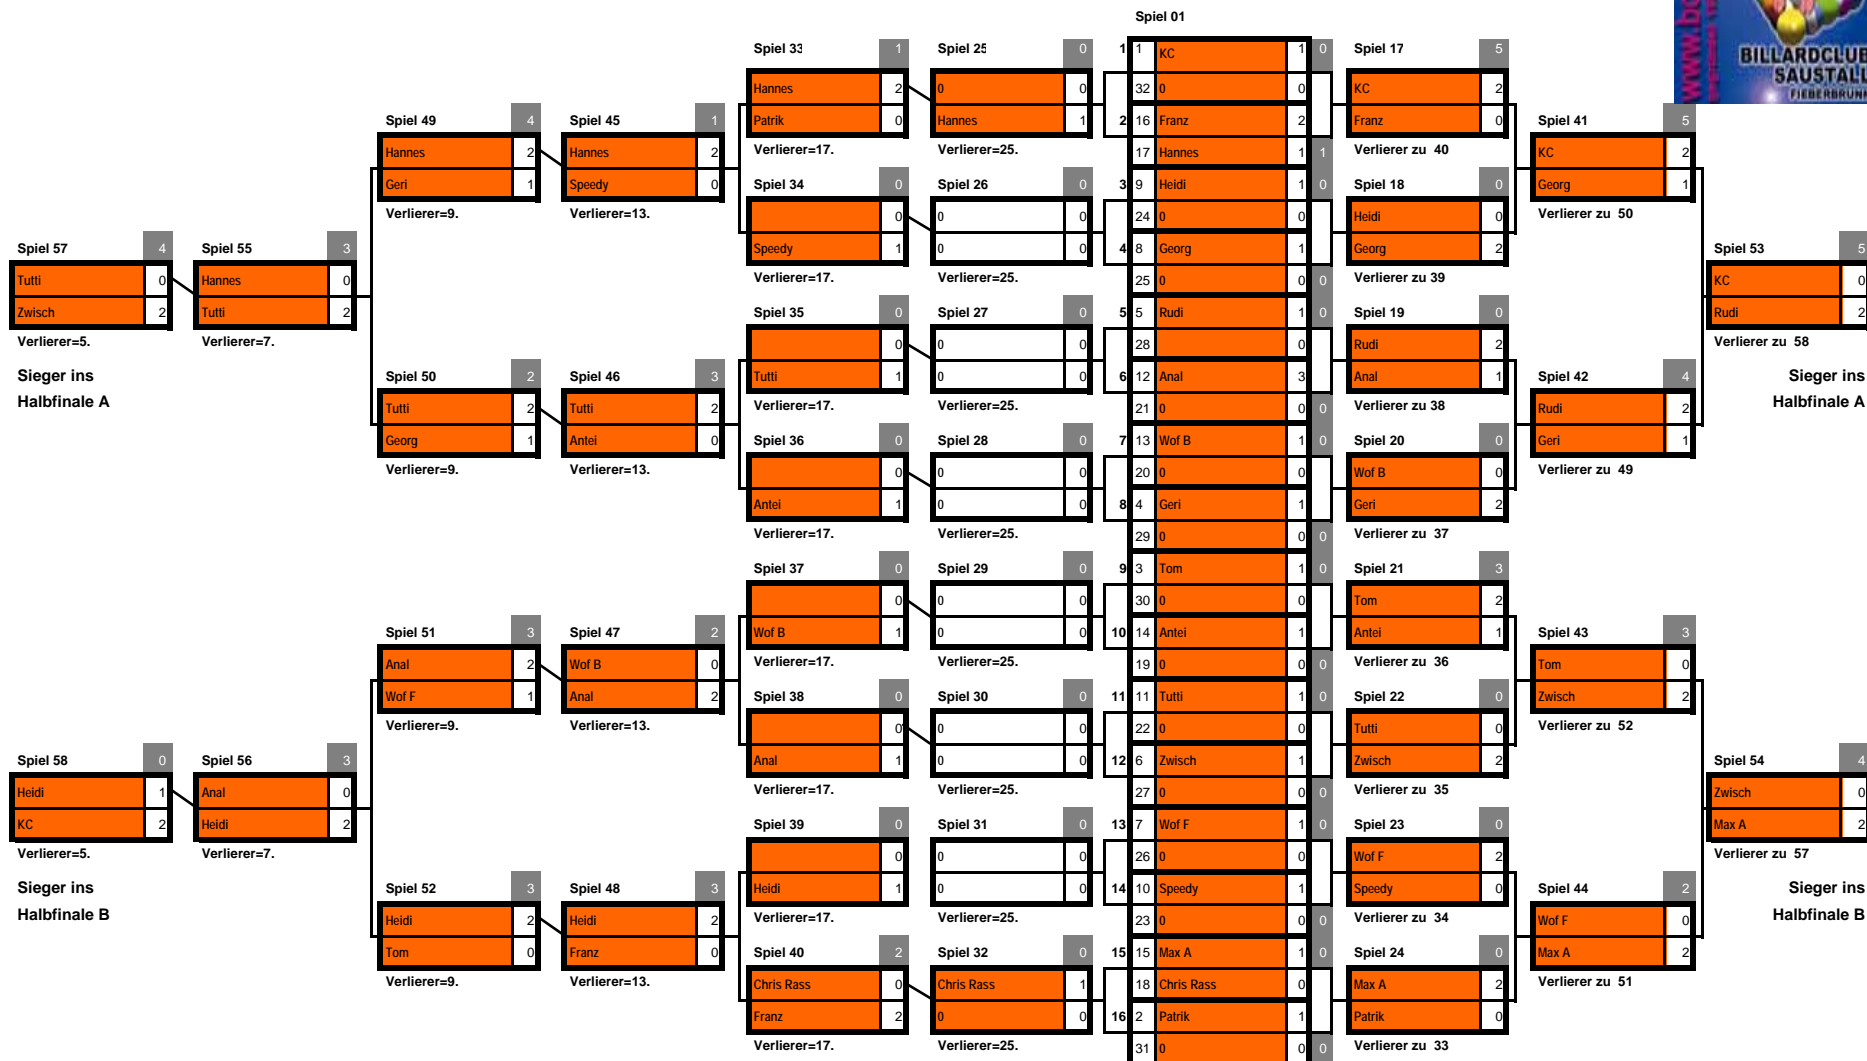 Spiel 57 4
Tutti 0
Zwisch 2
Verlierer=5.
Sieger ins
Halbfinale A
Spiel 58 0
Heidi 1
KC 2
Verlierer=5.
Sieger ins
Halbfinale B
Spiel 55 3
Hannes 0
Tutti 2
Verlierer=7.
Spiel 56 3
Anal 0
Heidi 2
Verlierer=7.
Spiel 49 4
Hannes 2
Geri 1
Verlierer=9.
Spiel 50 2
Tutti 2
Georg 1
Verlierer=9.
Spiel 51 3
Anal 2
Wof F 1
Verlierer=9.
Spiel 52 3
Heidi 2
Tom 0
Verlierer=9.
Spiel 45 1
Hannes 2
Speedy 0
Verlierer=13.
Spiel 46 3
Tutti 2
Antei 0
Verlierer=13.
Spiel 47 2
Wof B 0
Anal 2
Verlierer=13.
Spiel 48 3
Heidi 2
Franz 0
Verlierer=13.
Spiel 33 1
Hannes 2
Patrik 0
Verlierer=17.
Spiel 34 0
0
Speedy 1
Verlierer=17.
Spiel 35 0
0
Tutti 1
Verlierer=17.
Spiel 36 0
0
Antei 1
Verlierer=17.
Spiel 37 0
0
Wof B 1
Verlierer=17.
Spiel 38 0
0
Anal 1
Verlierer=17.
Spiel 39 0
0
Heidi 1
Verlierer=17.
Spiel 40 2
Chris Rass 0
Franz 2
Verlierer=17.
Spiel 25 0
0 0
Hannes 1
Verlierer=25.
Spiel 26 0
0 0
0 0
Verlierer=25.
Spiel 27 0
0 0
0 0
Verlierer=25.
Spiel 28 0
0 0
0 0
Verlierer=25.
Spiel 29 0
0 0
0 0
Verlierer=25.
Spiel 30 0
0 0
0 0
Verlierer=25.
Spiel 31 0
0 0
0 0
Verlierer=25.
Spiel 32 0
Chris Rass 1
0 0
Verlierer=25.
Spiel 01
1 1 KC 1 0
32 0 0
2 16 Franz 2
17 Hannes 1 1
3 9 Heidi 1 0
24 0 0
4 8 Georg 1
25 0 0 0
5 5 Rudi 1 0
28 0
6 12 Anal 3
21 0 0 0
7 13 Wof B 1 0
20 0 0
8 4 Geri 1
29 0 0 0
9 3 Tom 1 0
30 0 0
10 14 Antei 1
19 0 0 0
11 11 Tutti 1 0
22 0 0
12 6 Zwisch 1
27 0 0 0
13 7 Wof F 1 0
26 0 0
14 10 Speedy 1
23 0 0 0
15 15 Max A 1 0
18 Chris Rass 0
16 2 Patrik 1
31 0 0 0
Spiel 17 5
KC 2
Franz 0
Verlierer zu 40
Spiel 18 0
Heidi 0
Georg 2
Verlierer zu 39
Spiel 19 0
Rudi 2
Anal 1
Verlierer zu 38
Spiel 20 0
Wof B 0
Geri 2
Verlierer zu 37
Spiel 21 3
Tom 2
Antei 1
Verlierer zu 36
Spiel 22 0
Tutti 0
Zwisch 2
Verlierer zu 35
Spiel 23 0
Wof F 2
Speedy 0
Verlierer zu 34
Spiel 24 0
Max A 2
Patrik 0
Verlierer zu 33
Spiel 41 5
KC 2
Georg 1
Verlierer zu 50
Spiel 42 4
Rudi 2
Geri 1
Verlierer zu 49
Spiel 43 3
Tom 0
Zwisch 2
Verlierer zu 52
Spiel 44 2
Wof F 0
Max A 2
Verlierer zu 51
Spiel 53 5
KC 0
Rudi 2
Verlierer zu 58
Sieger ins
Halbfinale A
Spiel 54 4
Zwisch 0
Max A 2
Verlierer zu 57
Sieger ins
Halbfinale B
BILLARDCLUB
SAUSTALL